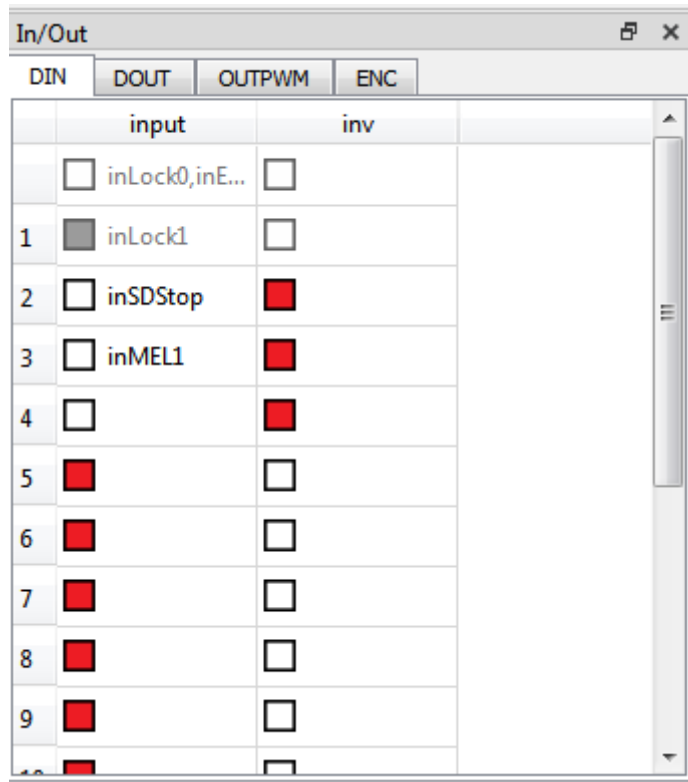 In/Out
DIN DOUT OUTPWM ENC
input inv
inLock0,inE...
1 inLock1
2 inSDStop
3 inMEL1
4
5
6
7
8
9